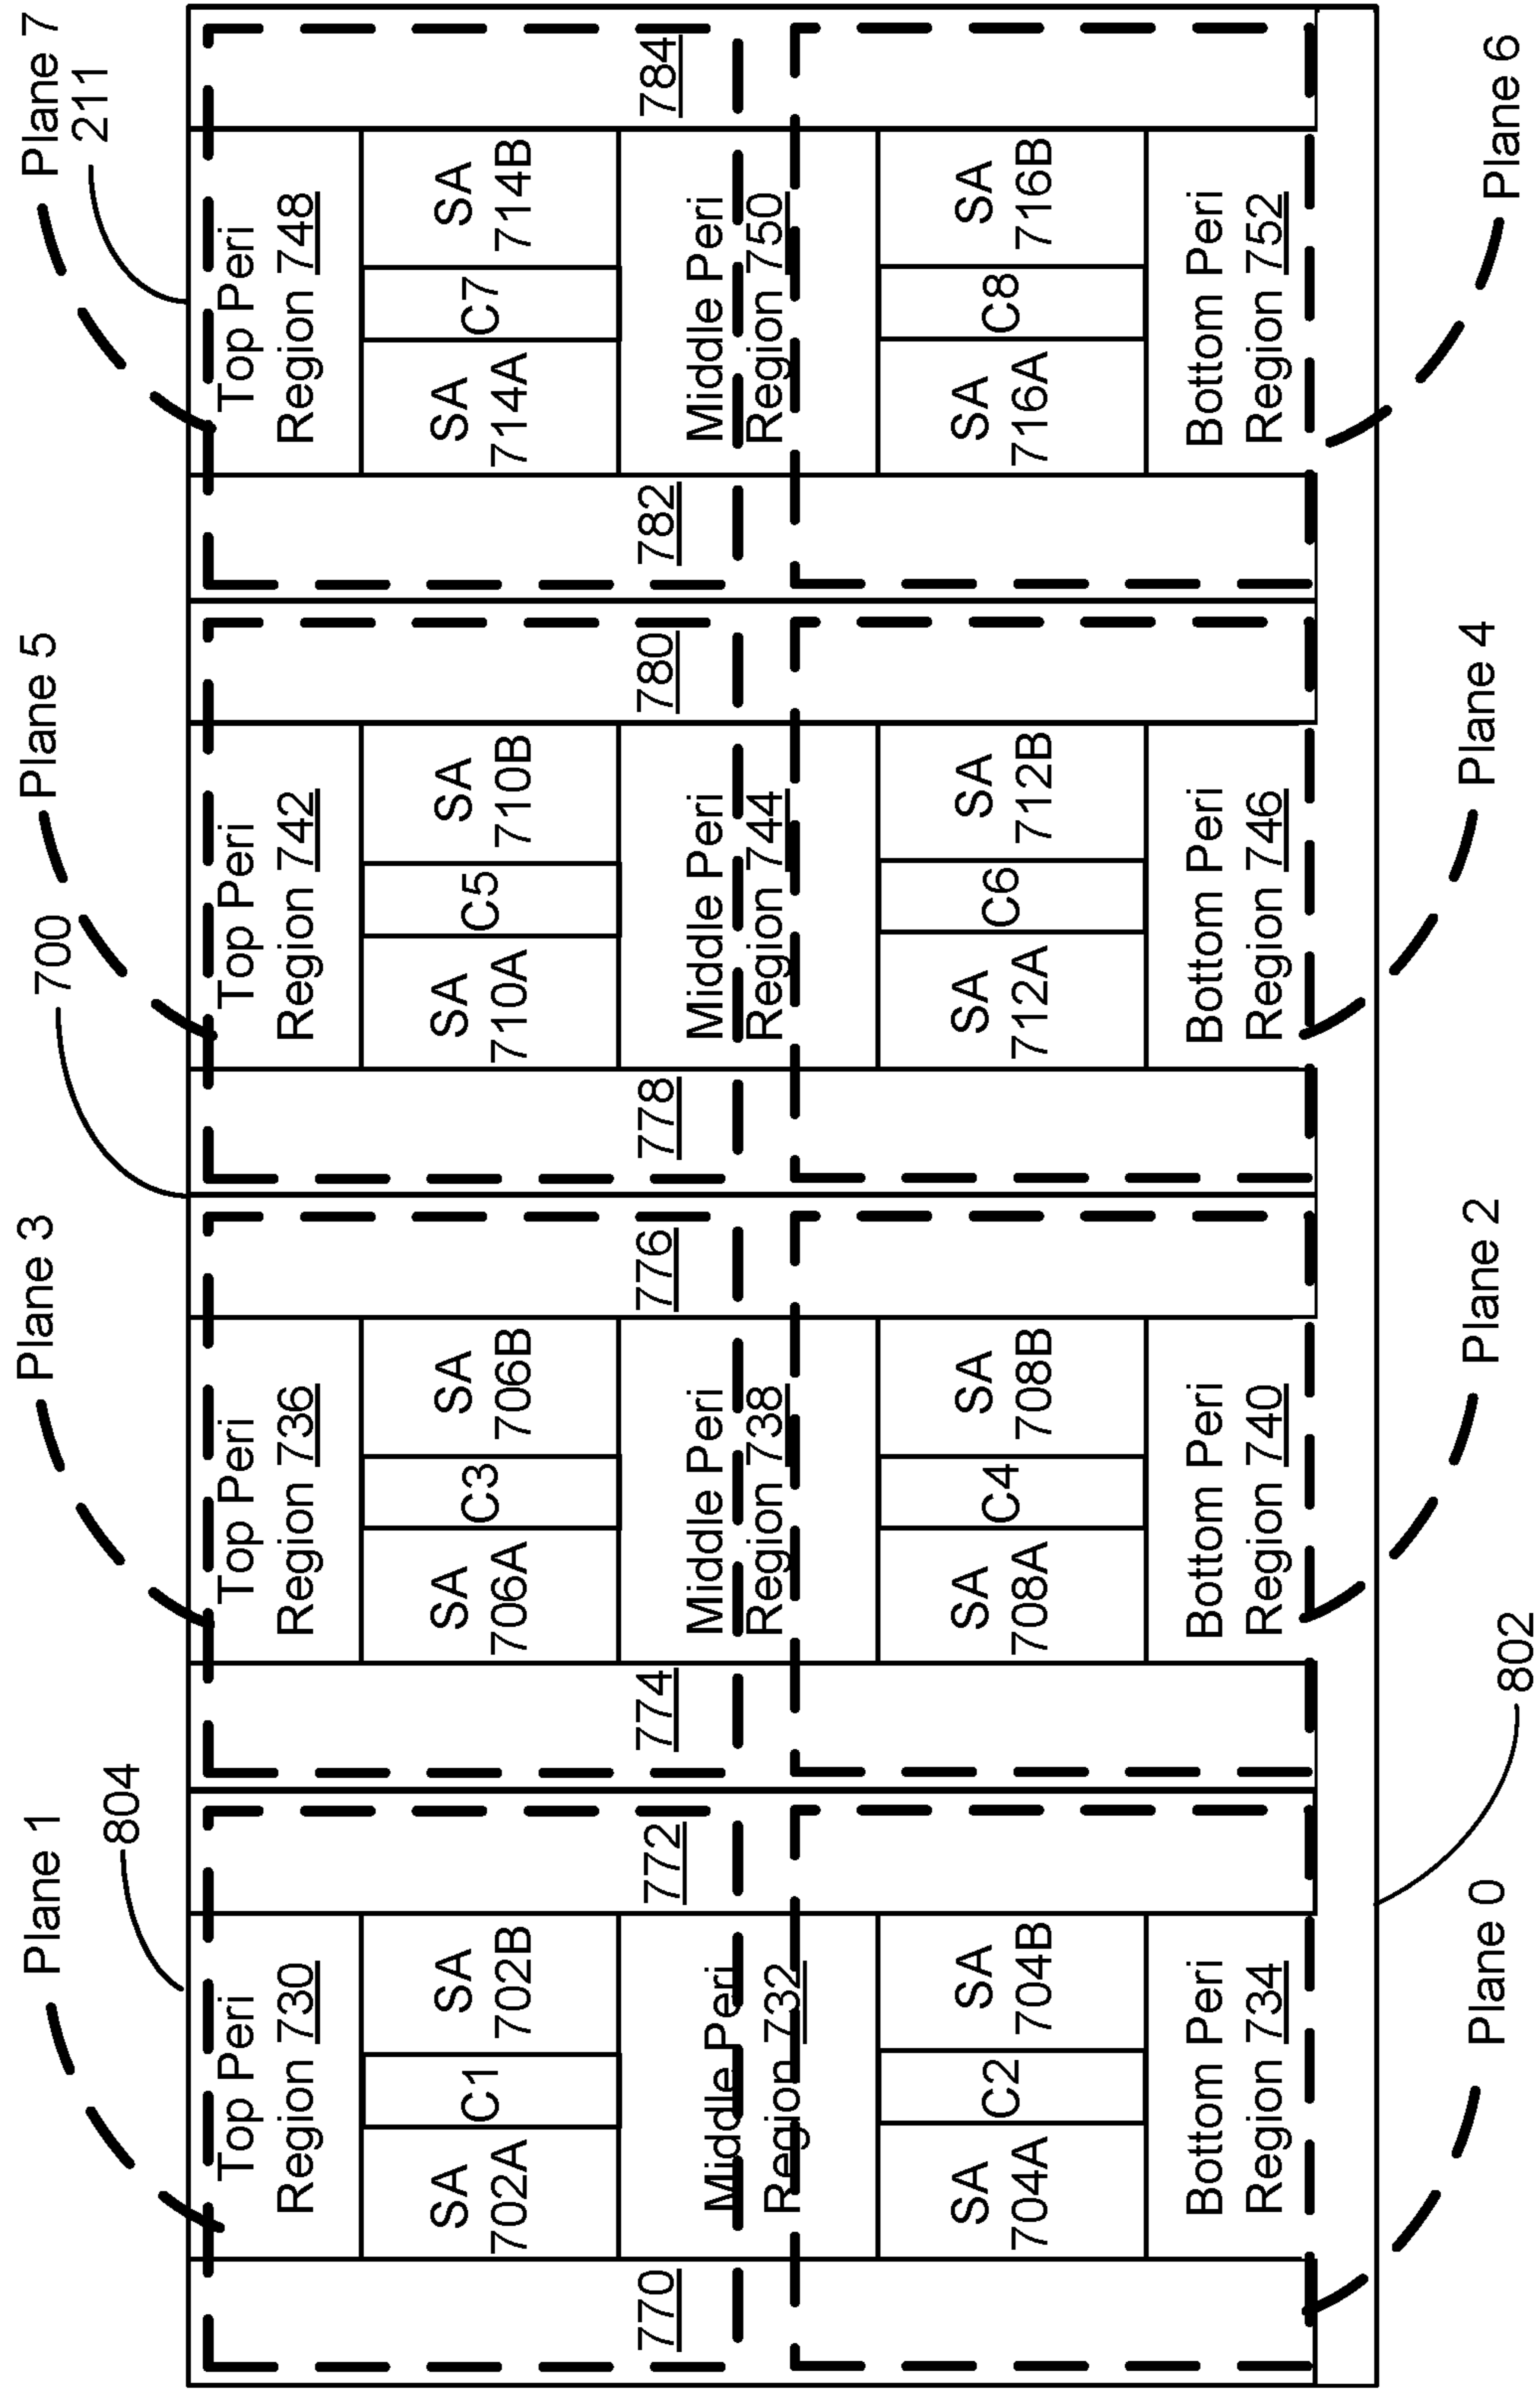 Plane 1
804
Plane 3
700
Plane 5
Plane 7
211
Top Peri
Region 730
Top Peri
Region 736
Top Peri
Region 742
Top Peri
Region 748
SA
702A
C1
SA
702B
SA
706A
C3
SA
706B
SA
710A
C5
SA
710B
SA
714A
C7
SA
714B
770
772
774
776
778
780
782
784
Middle Peri
Region 732
Middle Peri
Region 738
Middle Peri
Region 744
Middle Peri
Region 750
SA
704A
C2
SA
704B
SA
708A
C4
SA
708B
SA
712A
C6
SA
712B
SA
716A
C8
SA
716B
Bottom Peri
Region 734
Bottom Peri
Region 740
Bottom Peri
Region 746
Bottom Peri
Region 752
Plane 0
802
Plane 2
Plane 4
Plane 6